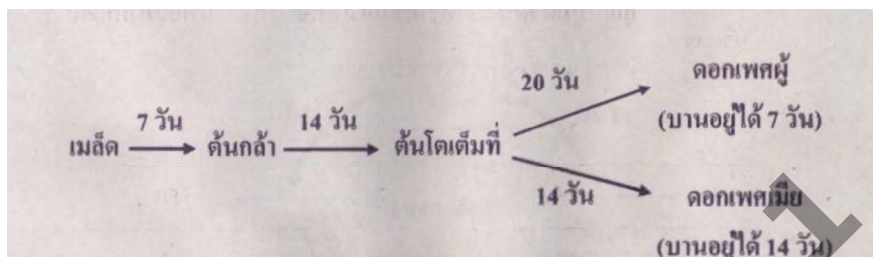 20 วัน
ดอกเพศผู้
(บานอยู่ได้ 7 วัน)
เมล็ด 7 วัน ต้นกล้า 14 วัน ต้นโตเต็มที่
14 วัน
ดอกเพศเมีย
(บานอยู่ได้ 14 วัน)